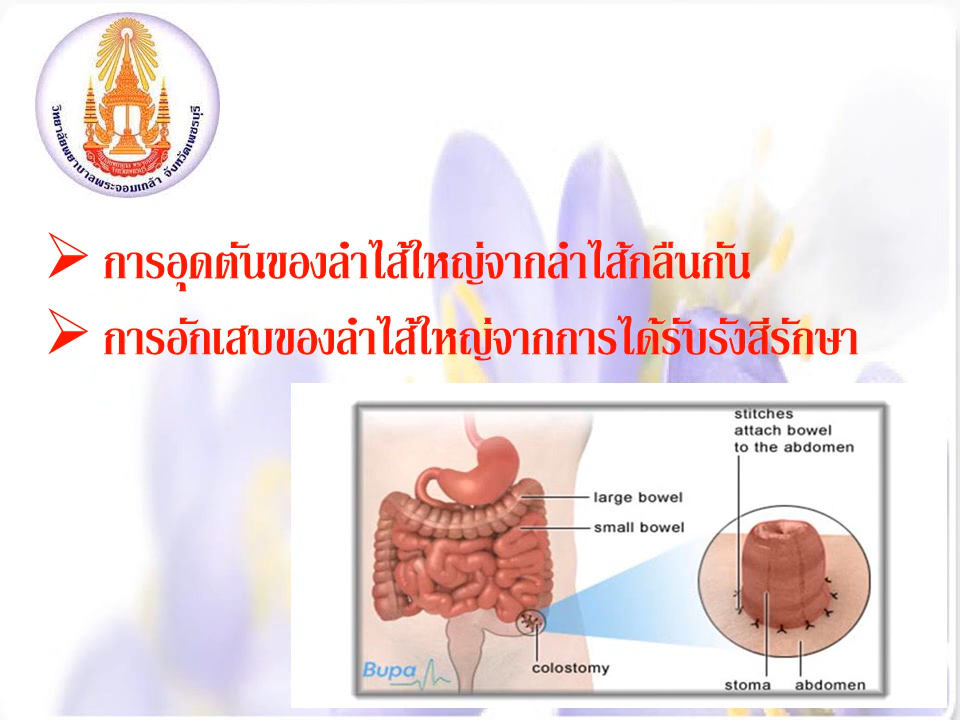 วิทยาลัยพยาบาลพระจอมเกล้า จังหวัดเพชรบุรี
➢ การอุดตันของลำไส้ใหญ่จากลำไส้กลืนกัน
➢ การอักเสบของลำไส้ใหญ่จากการได้รับรังสีรักษา
stitches
attach bowel
to the abdomen
large bowel
small bowel
colostomy
Bupa
stoma
abdomen